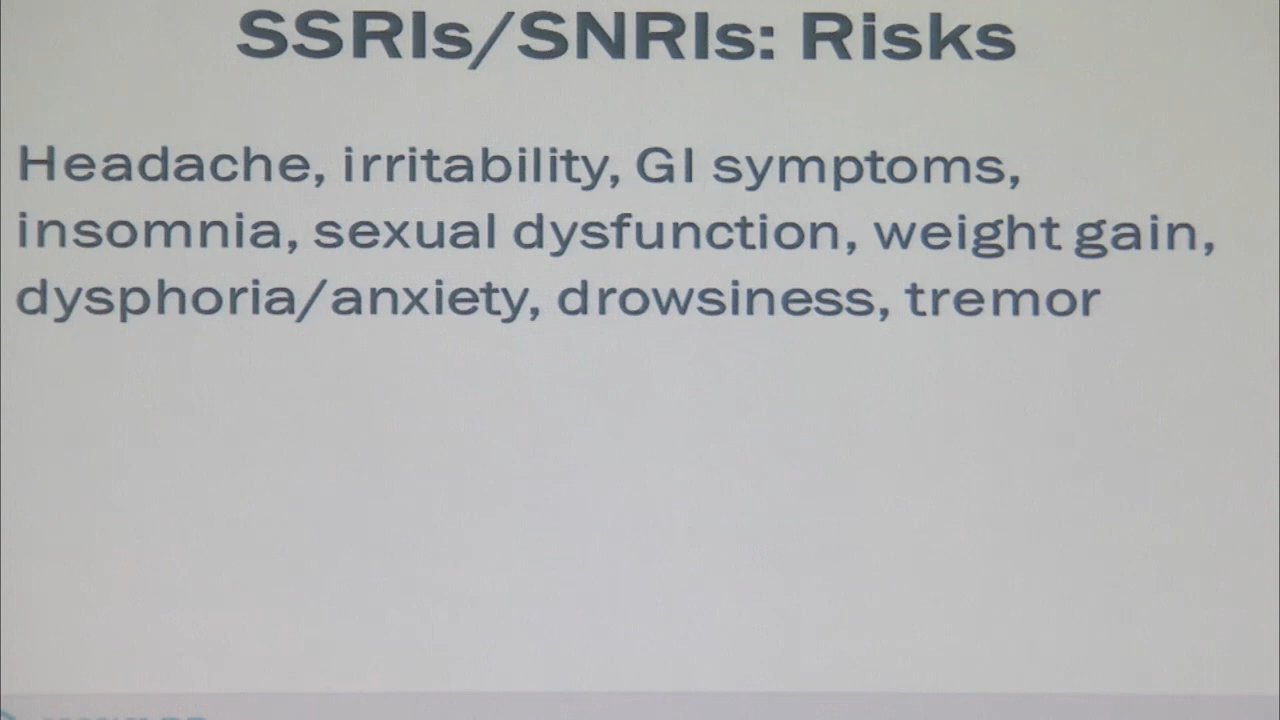 SSRIs/SNRIs: Risks
Headache, irritability, GI symptoms,
insomnia, sexual dysfunction, weight gain,
dysphoria/anxiety, drowsiness, tremor